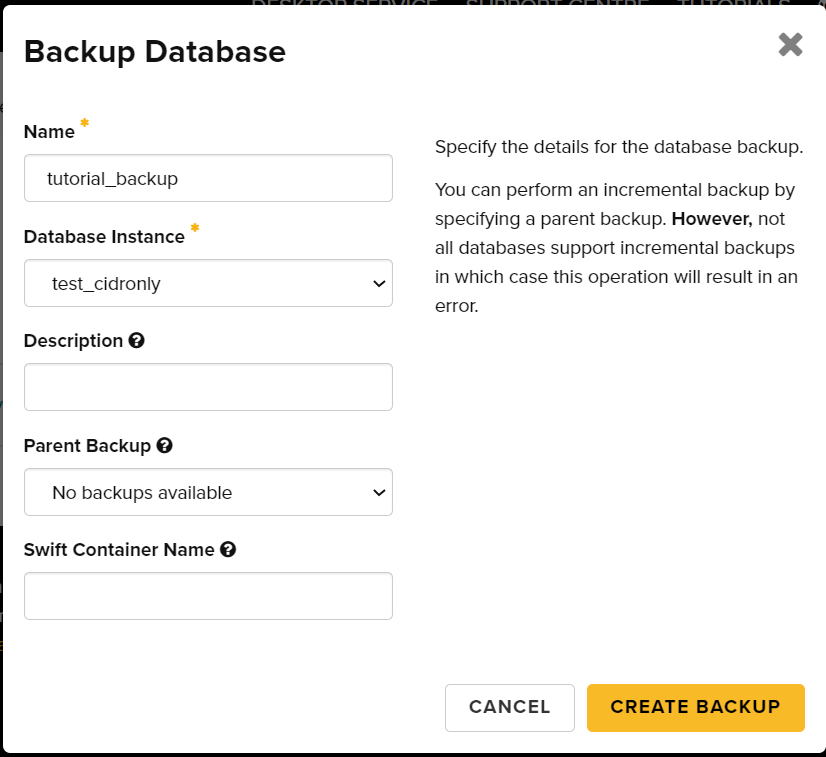 DESKTOP SERVICE SUPPORT CENTRE TUTORIALS
Backup Database
Name *
tutorial_backup
Database Instance *
test_cidronly
Description ?
Parent Backup ?
No backups available
Swift Container Name ?
Specify the details for the database backup.
You can perform an incremental backup by
specifying a parent backup. However, not
all databases support incremental backups
in which case this operation will result in an
error.
CANCEL
CREATE BACKUP